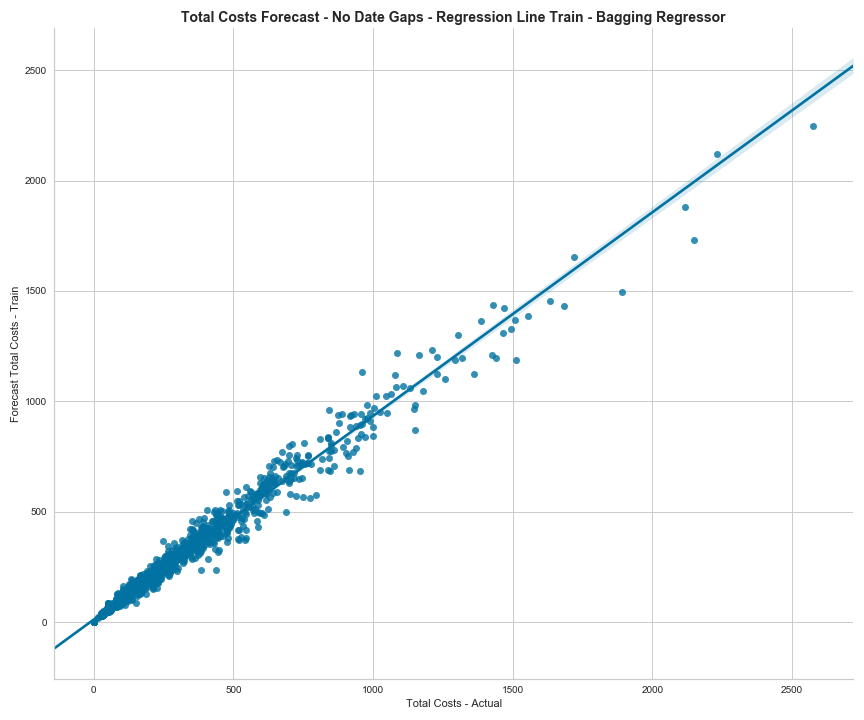 Total Costs Forecast - No Date Gaps - Regression Line Train - Bagging Regressor
2500
2000
1500
1000
500
0
Forecast Total Costs - Train
0 500 1000 1500 2000 2500
Total Costs - Actual